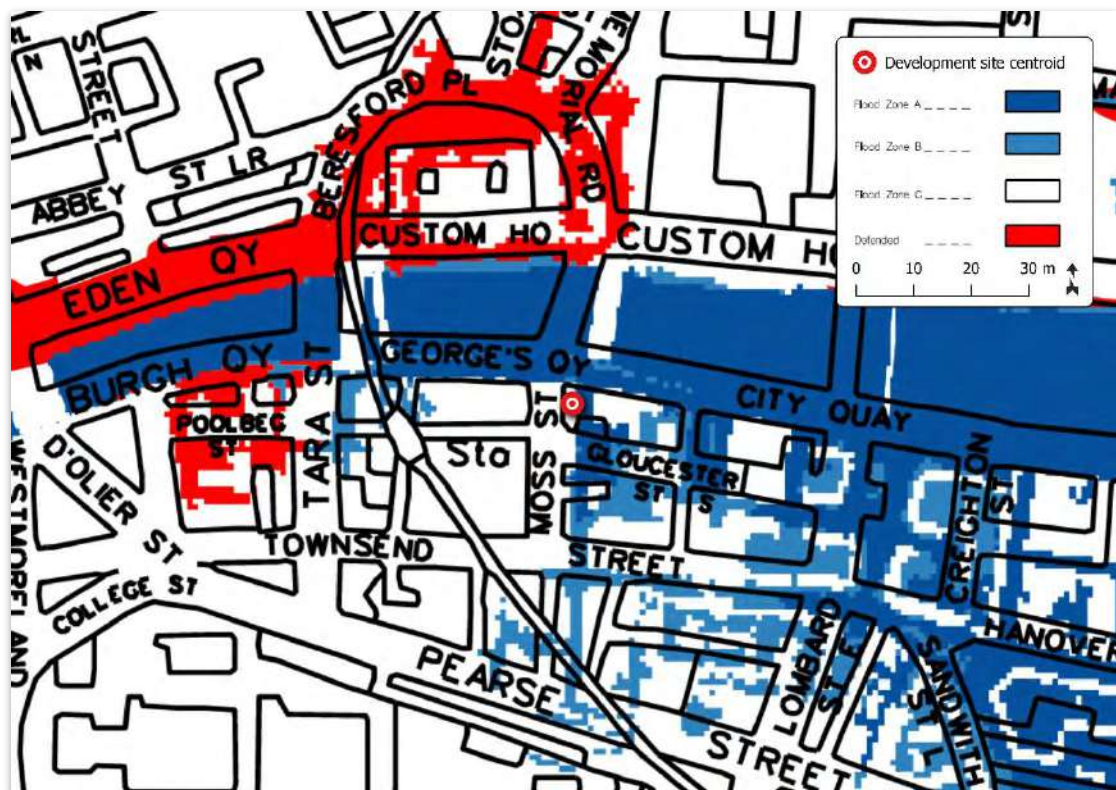 STREET
ABBEY ST LR
BERESFORD PL
MEMORIAL RD
Development site centroid
Flood Zone A
Flood Zone B
Flood Zone C
Defended
0 10 20 30 m
EDEN QY
CUSTOM HO
CUSTOM HO
BURGH QY
GEORGE'S QY
CITY QUAY
POOLBEG ST
TARA ST
Sta
MOSS ST
GLOUCESTER ST S
CREIGHTON ST
D'OLIER ST
WESTMORELAND
TOWNSEND STREET
COLLEGE ST
PEARSE STREET
LOMBARD ST E
SANDWITH ST L
HANOVER